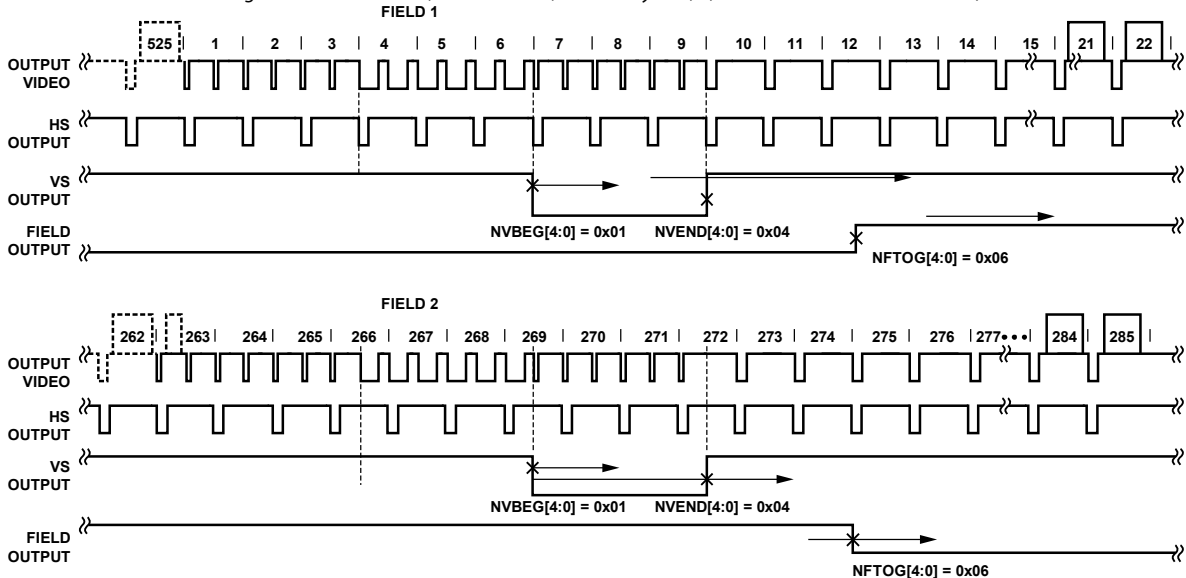 FIELD 1
525 1 2 3 4 5 6 7 8 9 10 11 12 13 14 15 21 22
OUTPUT
VIDEO
HS
OUTPUT
VS
OUTPUT
NVBEG[4:0] = 0x01 NVEND[4:0] = 0x04
FIELD
OUTPUT
NFTOG[4:0] = 0x06
FIELD 2
262 263 264 265 266 267 268 269 270 271 272 273 274 275 276 277••• 284 285
OUTPUT
VIDEO
HS
OUTPUT
VS
OUTPUT
NVBEG[4:0] = 0x01 NVEND[4:0] = 0x04
FIELD
OUTPUT
NFTOG[4:0] = 0x06